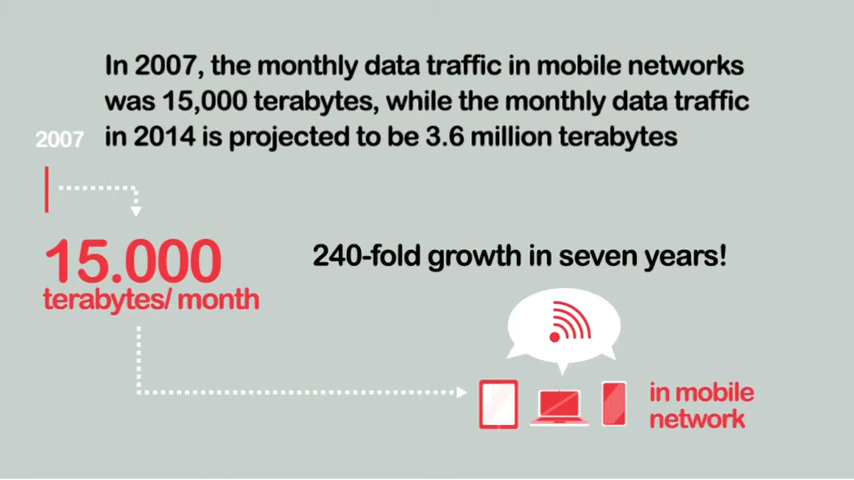 In 2007, the monthly data traffic in mobile networks
was 15,000 terabytes, while the monthly data traffic
in 2014 is projected to be 3.6 million terabytes
2007
15.000
terabytes/ month
240-fold growth in seven years!
in mobile
network